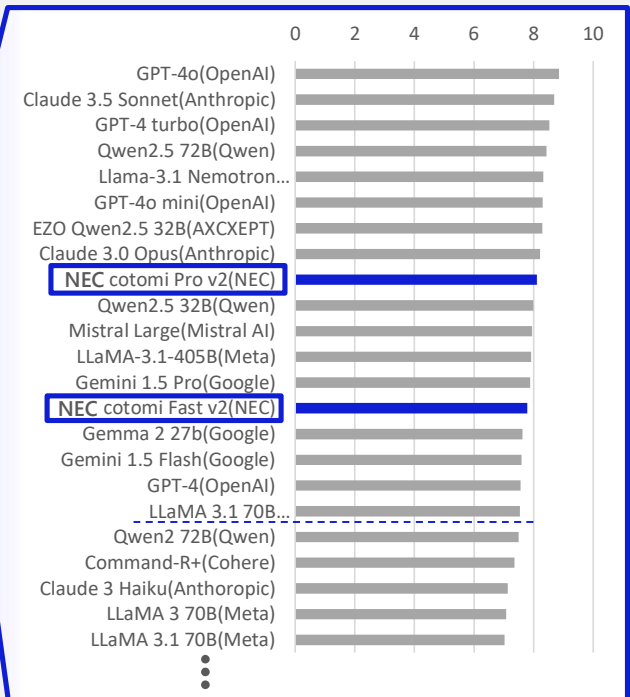 0 2 4 6 8 10
GPT-4o(OpenAI)
Claude 3.5 Sonnet(Anthropic)
GPT-4 turbo(OpenAI)
Qwen2.5 72B(Qwen)
Llama-3.1 Nemotron...
GPT-4o mini(OpenAI)
EZO Qwen2.5 32B(AXCXEPT)
Claude 3.0 Opus(Anthropic)
NEC cotomi Pro v2(NEC)
Qwen2.5 32B(Qwen)
Mistral Large(Mistral AI)
LLaMA-3.1-405B(Meta)
Gemini 1.5 Pro(Google)
NEC cotomi Fast v2(NEC)
Gemma 2 27b(Google)
Gemini 1.5 Flash(Google)
GPT-4(OpenAI)
LLaMA 3.1 70B...
Qwen2 72B(Qwen)
Command-R+(Cohere)
Claude 3 Haiku(Anthoropic)
LLaMA 3 70B(Meta)
LLaMA 3.1 70B(Meta)